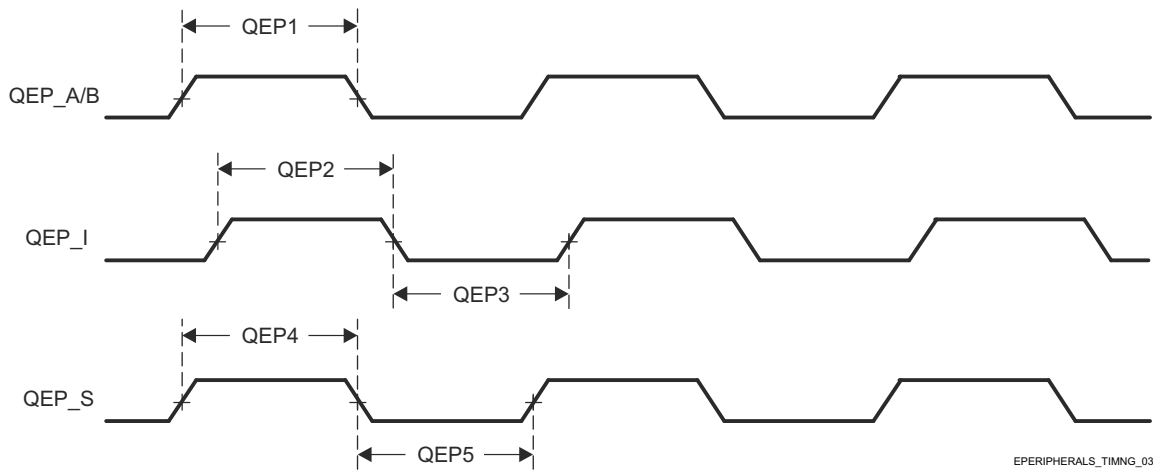 QEP1
QEP_A/B
QEP2
QEP_I
QEP3
QEP4
QEP_S
QEP5
EPERIPHERALS_TIMNG_03